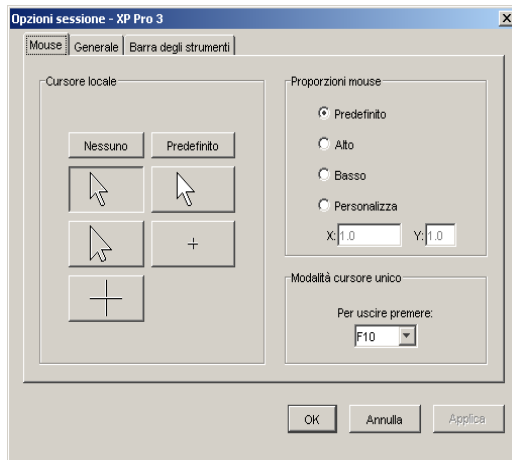 Opzioni sessione - XP Pro 3
Mouse Generale Barra degli strumenti
Cursore locale
Nessuno Predefinito
Proporzioni mouse
Predefinito
Alto
Basso
Personalizza
X: 1.0 Y: 1.0
Modalità cursore unico
Per uscire premere:
F10
OK Annulla Applica